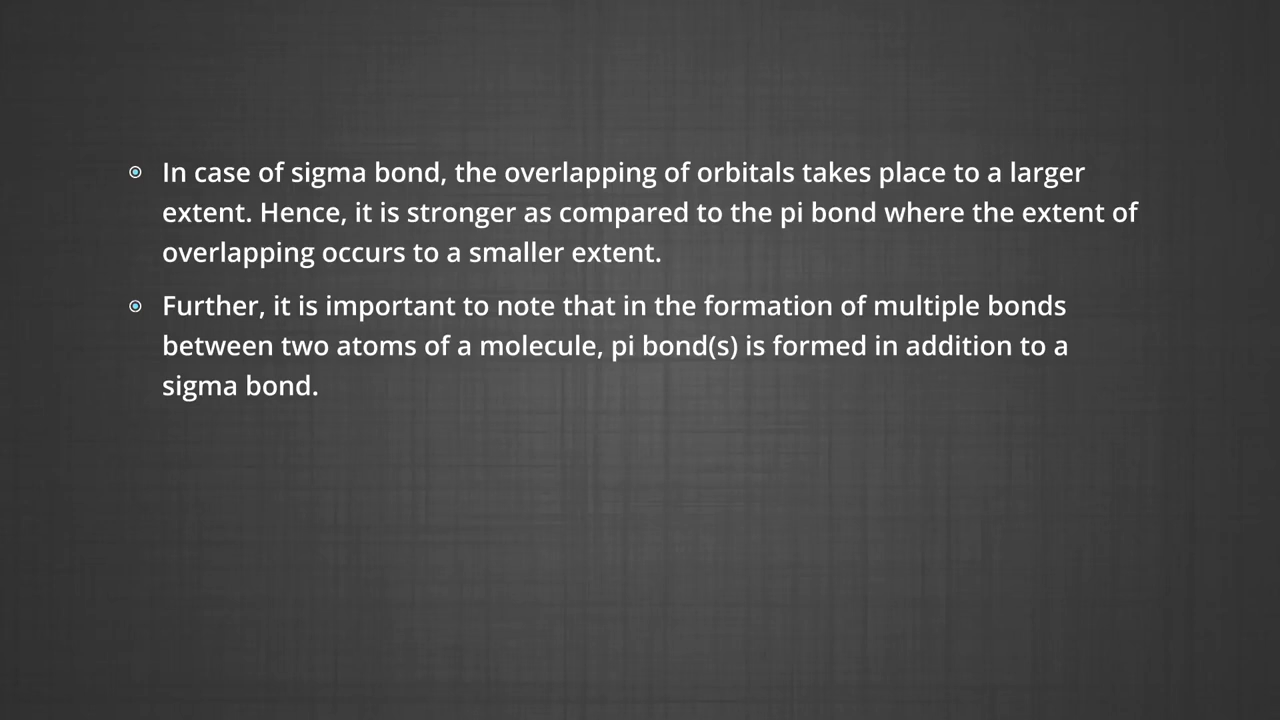 In case of sigma bond, the overlapping of orbitals takes place to a larger
extent. Hence, it is stronger as compared to the pi bond where the extent of
overlapping occurs to a smaller extent.
Further, it is important to note that in the formation of multiple bonds
between two atoms of a molecule, pi bond(s) is formed in addition to a
sigma bond.